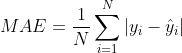 MAE = \frac{1}{N} \sum_{i=1}^{N} |y_i - \hat{y}_i|